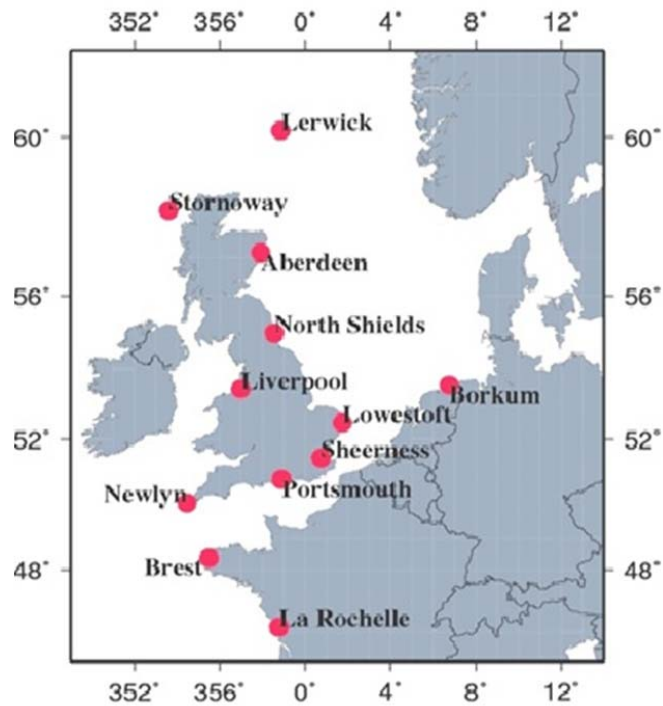 352° 356° 0° 4° 8° 12°
60° Lerwick 60°
Stornoway
Aberdeen
56° 56°
North Shields
Liverpool
Borkum
Lowestoft
52° 52°
Sheerness
Newlyn Portsmouth
Brest
48° 48°
La Rochelle
352° 356° 0° 4° 8° 12°